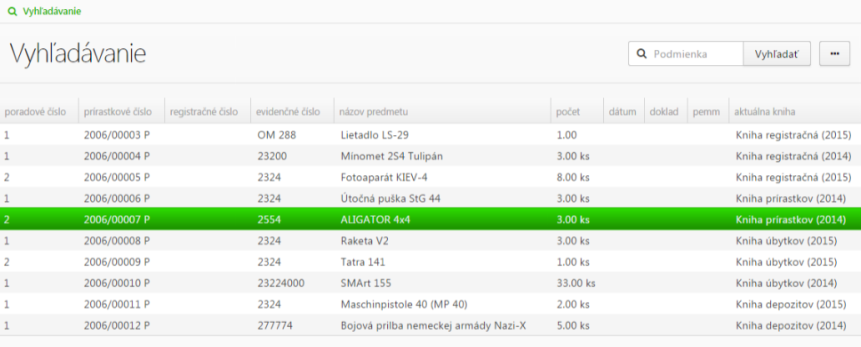 Vyhľadávanie
Vyhľadávanie Podmienka Vyhľadať ...
poradové číslo prírastkové číslo registračné číslo evidenčné číslo názov predmetu počet dátum doklad pemm aktuálna kniha
1 2006/00003 P OM 288 Lietadlo LS-29 1.00 Kniha registračná (2015)
1 2006/00004 P 23200 Mínomet 2S4 Tulipán 3.00 ks Kniha registračná (2014)
2 2006/00005 P 2324 Fotoaparát KIEV-4 8.00 ks Kniha registračná (2015)
1 2006/00006 P 2324 Útočná puška StG 44 3.00 ks Kniha prírastkov (2014)
2 2006/00007 P 2554 ALIGATOR 4x4 3.00 ks Kniha prírastkov (2014)
1 2006/00008 P 2324 Raketa V2 3.00 ks Kniha úbytkov (2015)
2 2006/00009 P 2324 Tatra 141 1.00 ks Kniha úbytkov (2015)
1 2006/00010 P 23224000 SMArt 155 33.00 ks Kniha úbytkov (2014)
1 2006/00011 P 2324 Maschinpistole 40 (MP 40) 2.00 ks Kniha depozitov (2015)
1 2006/00012 P 277774 Bojová prilba nemeckej armády Nazi-X 5.00 ks Kniha depozitov (2014)